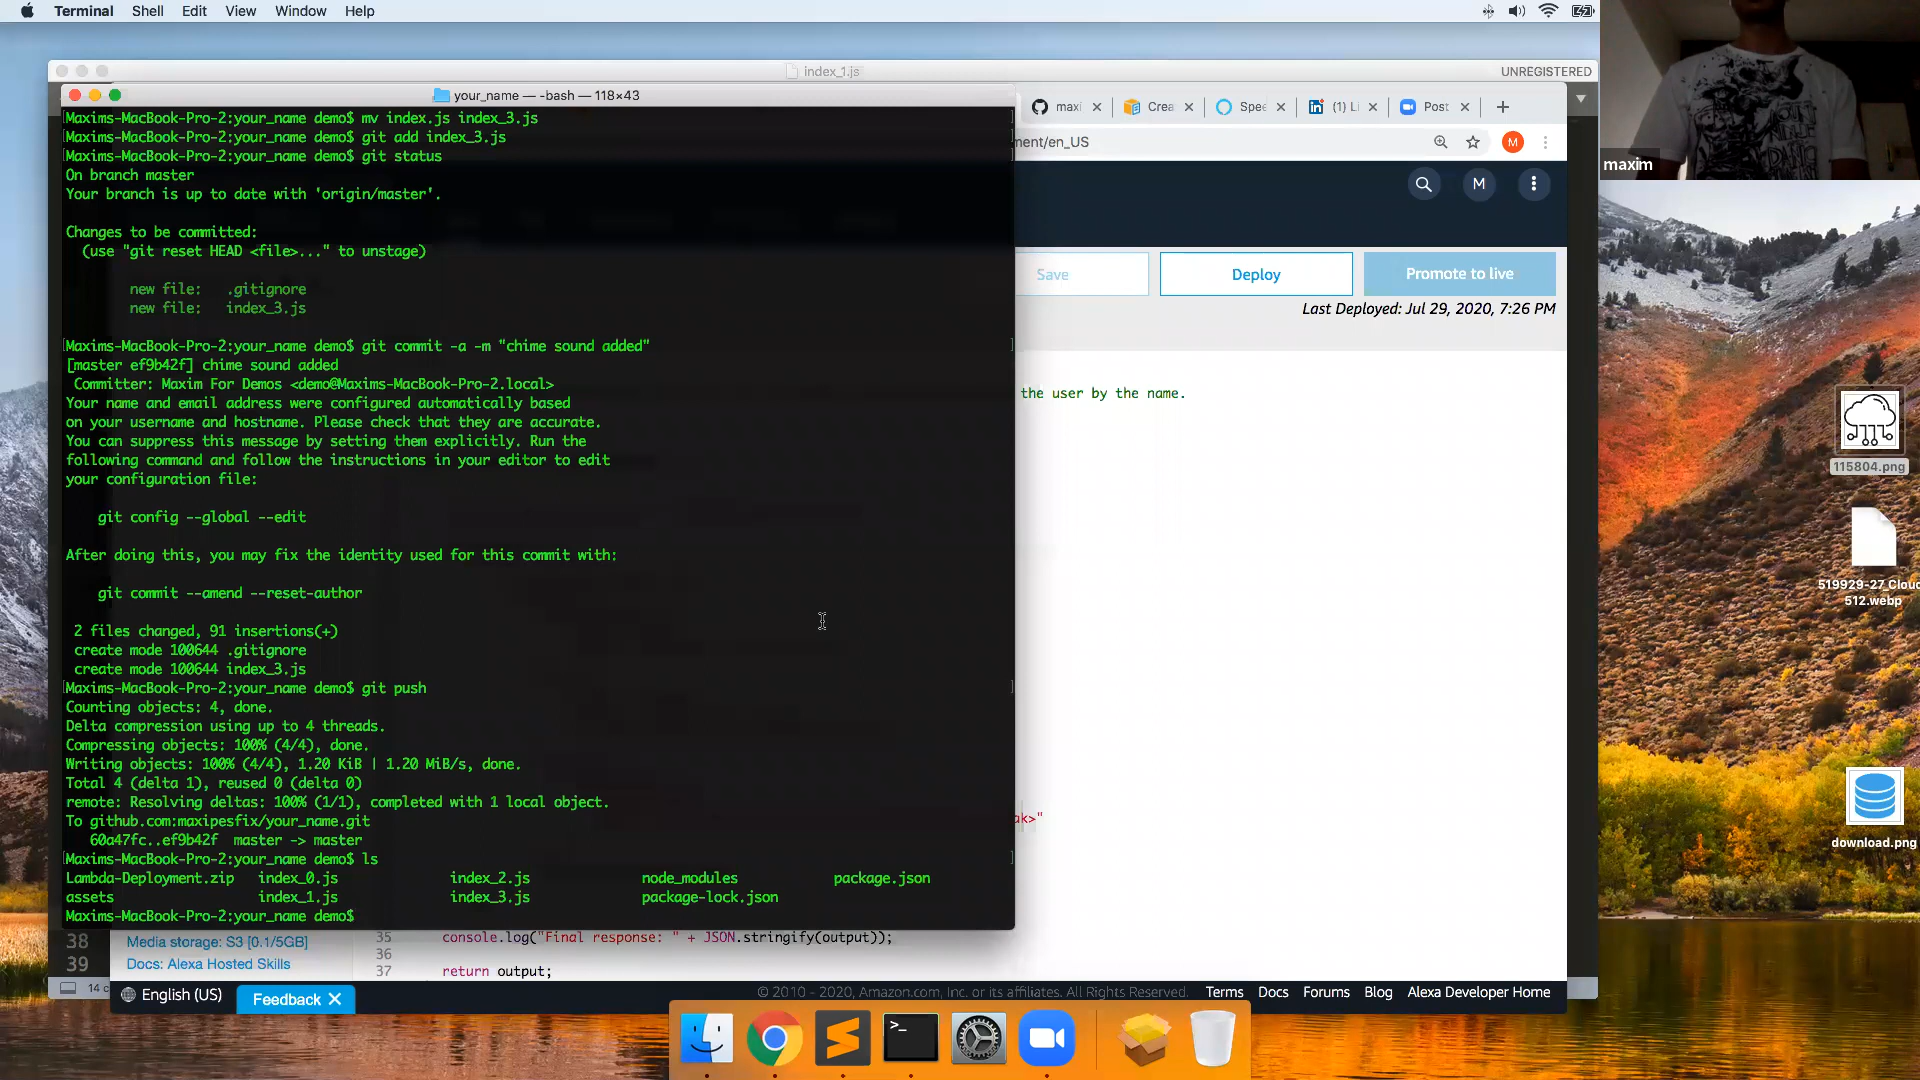 Terminal Shell Edit View Window Help
index_1.js
UNREGISTERED
your_name — -bash — 118×43
maxi
Crea
Spee
(1) Li
Post
ment/en_US
M
maxim
M
Save
Deploy
Promote to live
Last Deployed: Jul 29, 2020, 7:26 PM
the user by the name.
Maxims-MacBook-Pro-2:your_name demo$ mv index.js index_3.js
Maxims-MacBook-Pro-2:your_name demo$ git add index_3.js
Maxims-MacBook-Pro-2:your_name demo$ git status
On branch master
Your branch is up to date with 'origin/master'.
Changes to be committed:
(use "git reset HEAD <file>..." to unstage)
new file: .gitignore
new file: index_3.js
Maxims-MacBook-Pro-2:your_name demo$ git commit -a -m "chime sound added"
[master ef9b42f] chime sound added
Committer: Maxim For Demos <demo@Maxims-MacBook-Pro-2.local>
Your name and email address were configured automatically based
on your username and hostname. Please check that they are accurate.
You can suppress this message by setting them explicitly. Run the
following command and follow the instructions in your editor to edit
your configuration file:
git config --global --edit
After doing this, you may fix the identity used for this commit with:
git commit --amend --reset-author
2 files changed, 91 insertions(+)
create mode 100644 .gitignore
create mode 100644 index_3.js
Maxims-MacBook-Pro-2:your_name demo$ git push
Counting objects: 4, done.
Delta compression using up to 4 threads.
Compressing objects: 100% (4/4), done.
Writing objects: 100% (4/4), 1.20 KiB | 1.20 MiB/s, done.
Total 4 (delta 1), reused 0 (delta 0)
remote: Resolving deltas: 100% (1/1), completed with 1 local object.
To github.com:maxipesfix/your_name.git
60a47fc..ef9b42f master -> master
Maxims-MacBook-Pro-2:your_name demo$ ls
Lambda-Deployment.zip index_0.js index_2.js node_modules package.json
assets index_1.js index_3.js package-lock.json
Maxims-MacBook-Pro-2:your_name demo$
ak>"
38 Media storage: S3 [0.1/5GB]
39 Docs: Alexa Hosted Skills
35 console.log("Final response: " + JSON.stringify(output));
36
37 return output;
14 c
English (US)
Feedback
© 2010 - 2020, Amazon.com, Inc. or its affiliates. All Rights Reserved.
Terms Docs Forums Blog Alexa Developer Home
115804.png
519929-27 Cloud
512.webp
download.png